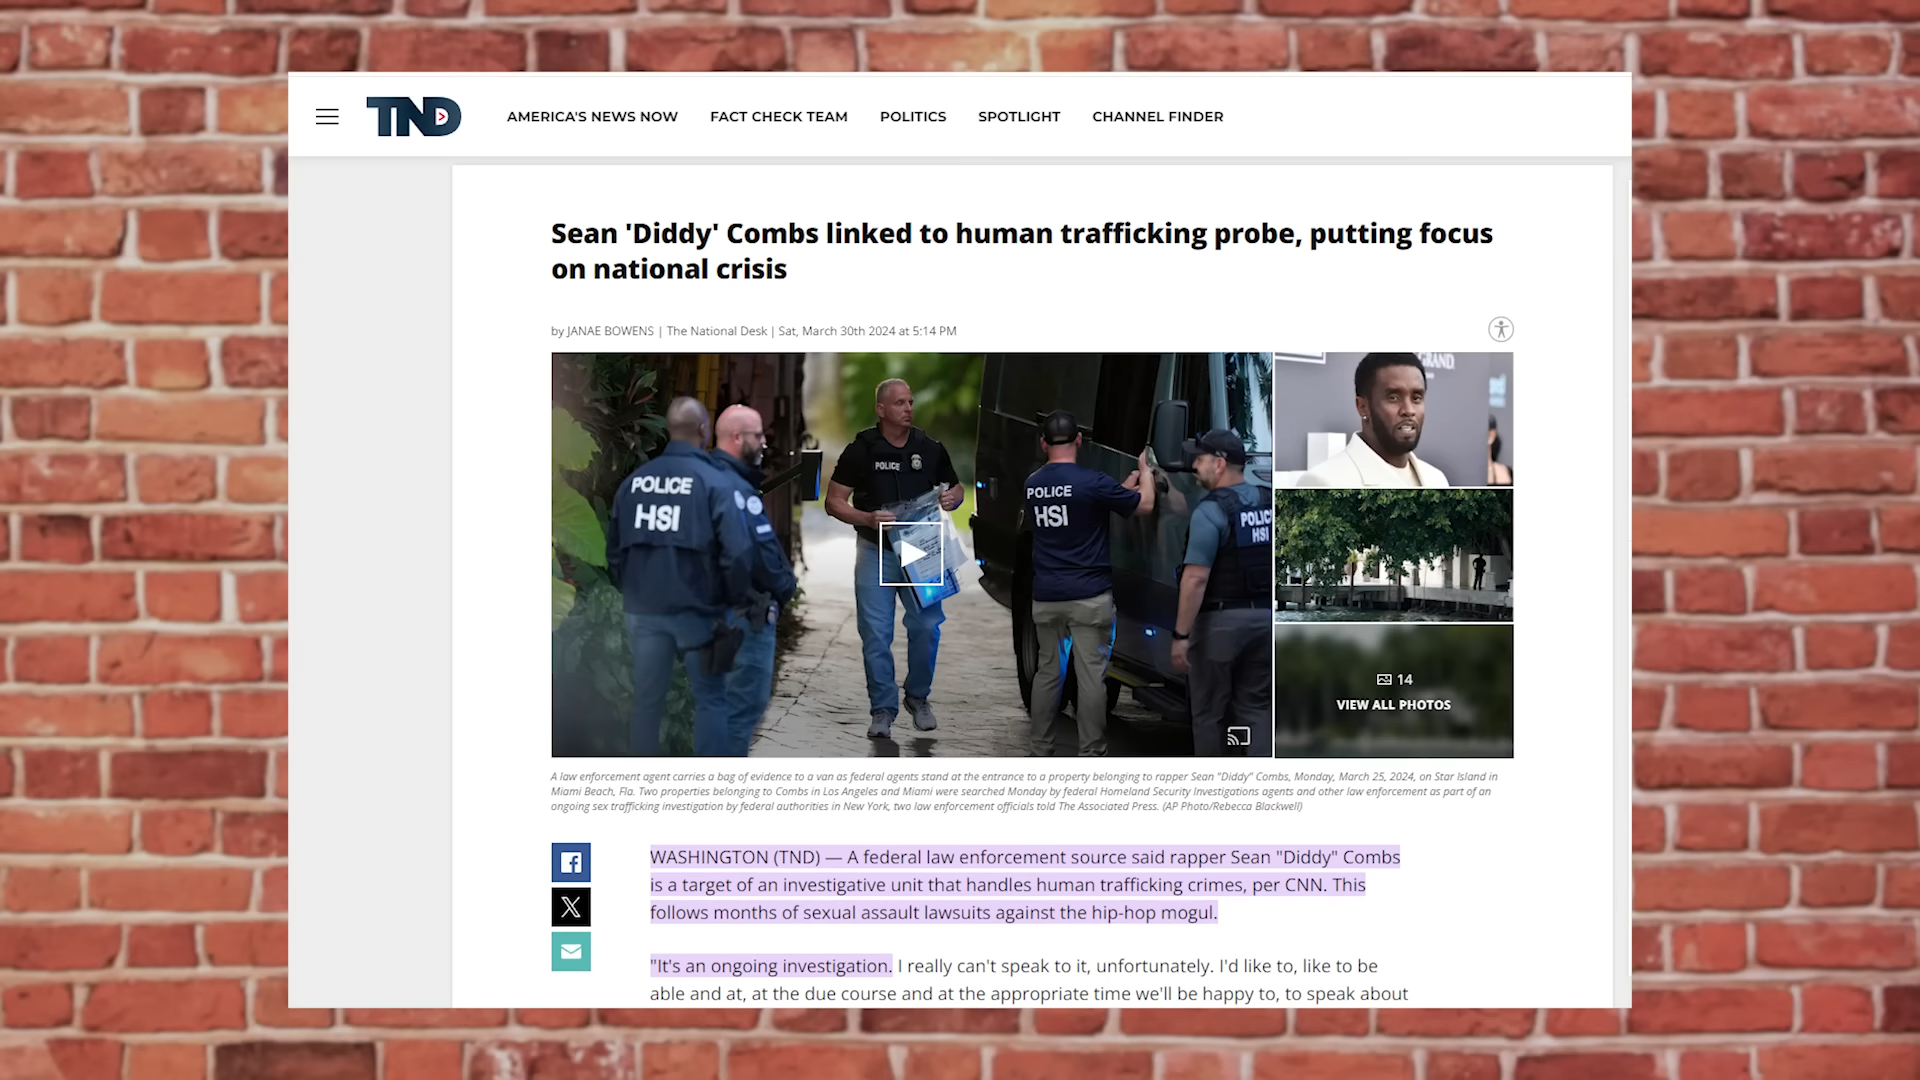 TND
AMERICA'S NEWS NOW
FACT CHECK TEAM
POLITICS
SPOTLIGHT
CHANNEL FINDER
Sean 'Diddy' Combs linked to human trafficking probe, putting focus
on national crisis
by JANAE BOWENS | The National Desk | Sat, March 30th 2024 at 5:14 PM
POLICE
HSI
POLICE
POLICE
HSI
POLICE
HSI
14
VIEW ALL PHOTOS
A law enforcement agent carries a bag of evidence to a van as federal agents stand at the entrance to a property belonging to rapper Sean "Diddy" Combs, Monday, March 25, 2024, on Star Island in
Miami Beach, Fla. Two properties belonging to Combs in Los Angeles and Miami were searched Monday by federal Homeland Security Investigations agents and other law enforcement as part of an
ongoing sex trafficking investigation by federal authorities in New York, two law enforcement officials told The Associated Press. (AP Photo/Rebecca Blackwell)
WASHINGTON (TND) — A federal law enforcement source said rapper Sean "Diddy" Combs
is a target of an investigative unit that handles human trafficking crimes, per CNN. This
follows months of sexual assault lawsuits against the hip-hop mogul.
"It's an ongoing investigation. I really can't speak to it, unfortunately. I'd like to, like to be
able and at, at the due course and at the appropriate time we'll be happy to, to speak about